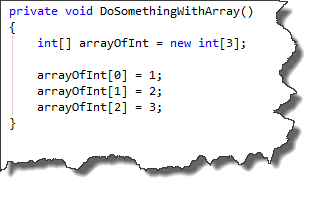 private void DoSomethingWithArray()
{
    int[] arrayOfInt = new int[3];

    arrayOfInt[0] = 1;
    arrayOfInt[1] = 2;
    arrayOfInt[2] = 3;
}